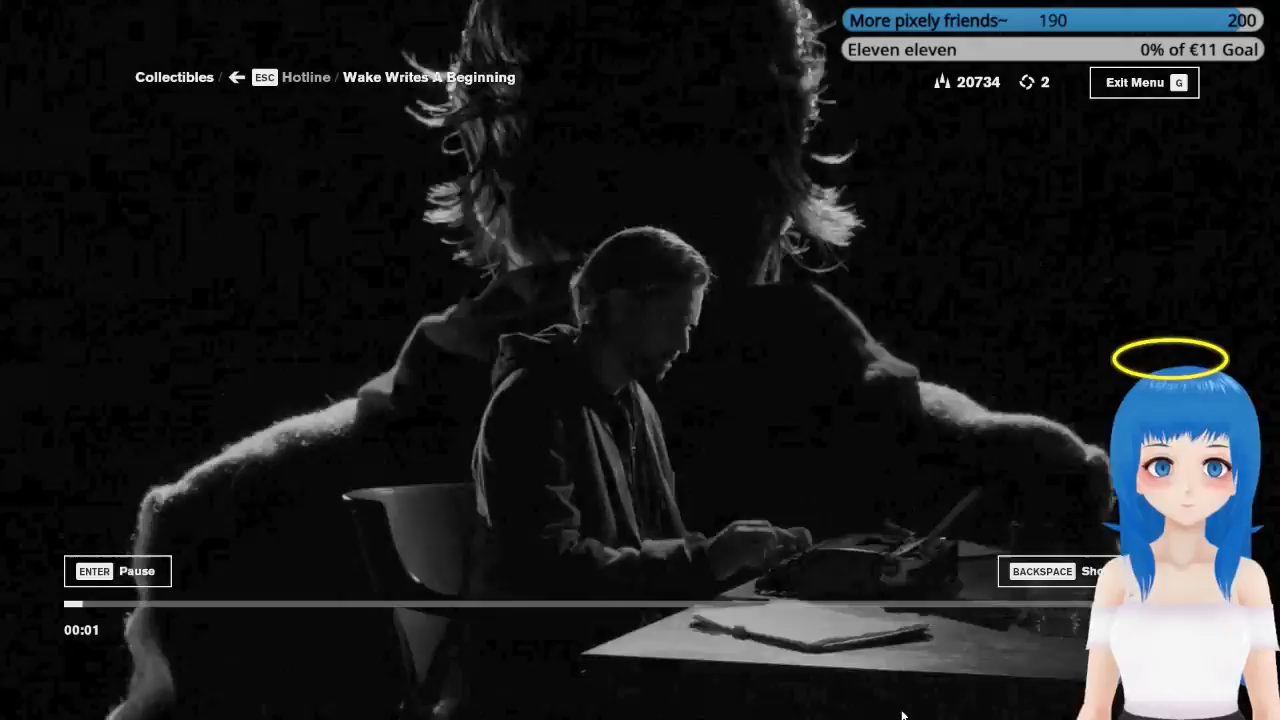 More pixely friends~ 190 200
Eleven eleven 0% of €11 Goal
Collectibles / ESC Hotline / Wake Writes A Beginning 20734 2 Exit Menu G
ENTER Pause BACKSPACE
00:01